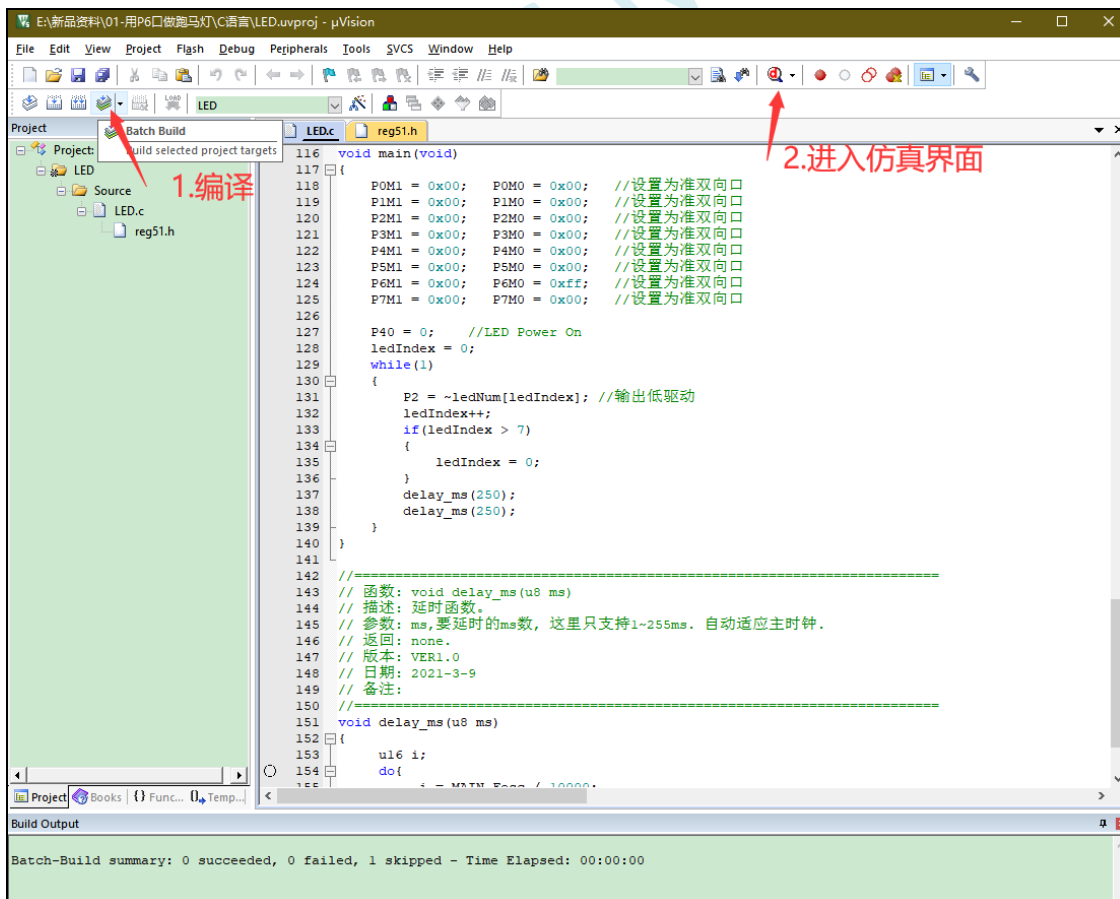 E:\新品资料\01-用P6口做跑马灯\C语言\LED.uvproj - µVision
File Edit View Project Flash Debug Peripherals Tools SVCS Window Help
LED
Project
Batch Build
Build selected project targets
LED.c reg51.h
Project:
LED
Source
LED.c
reg51.h
1.编译
2.进入仿真界面
116 void main(void)
117 {
118 P0M1 = 0x00; P0M0 = 0x00; //设置为准双向口
119 P1M1 = 0x00; P1M0 = 0x00; //设置为准双向口
120 P2M1 = 0x00; P2M0 = 0x00; //设置为准双向口
121 P3M1 = 0x00; P3M0 = 0x00; //设置为准双向口
122 P4M1 = 0x00; P4M0 = 0x00; //设置为准双向口
123 P5M1 = 0x00; P5M0 = 0x00; //设置为准双向口
124 P6M1 = 0x00; P6M0 = 0xff; //设置为准双向口
125 P7M1 = 0x00; P7M0 = 0x00; //设置为准双向口
126
127 P40 = 0; //LED Power On
128 ledIndex = 0;
129 while(1)
130 {
131 P2 = ~ledNum[ledIndex]; //输出低驱动
132 ledIndex++;
133 if(ledIndex > 7)
134 {
135 ledIndex = 0;
136 }
137 delay_ms(250);
138 delay_ms(250);
139 }
140 }
141
142 //========================================================================
143 // 函数: void delay_ms(u8 ms)
144 // 描述: 延时函数。
145 // 参数: ms,要延时的ms数, 这里只支持1~255ms. 自动适应主时钟.
146 // 返回: none.
147 // 版本: VER1.0
148 // 日期: 2021-3-9
149 // 备注:
150 //========================================================================
151 void delay_ms(u8 ms)
152 {
153 u16 i;
154 do{
155 i = MAIN_Fosc / 10000;
Project Books {} Func... Temp...
Build Output
Batch-Build summary: 0 succeeded, 0 failed, 1 skipped - Time Elapsed: 00:00:00